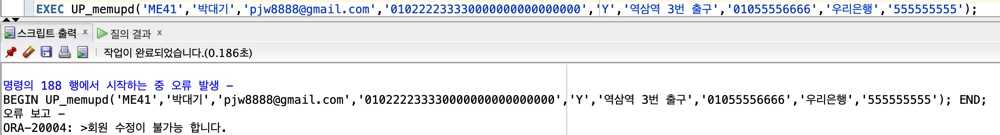 EXEC UP_memupd('ME41','박대기','pjw8888@gmail.com','010222233330000000000000000','Y','역삼역 3번 출구','01055556666','우리은행','555555555');
스크립트 출력 x 질의 결과 x
작업이 완료되었습니다.(0.186초)
명령의 188 행에서 시작하는 중 오류 발생 -
BEGIN UP_memupd('ME41','박대기','pjw8888@gmail.com','010222233330000000000000000','Y','역삼역 3번 출구','01055556666','우리은행','555555555'); END;
오류 보고 -
ORA-20004: >회원 수정이 불가능 합니다.